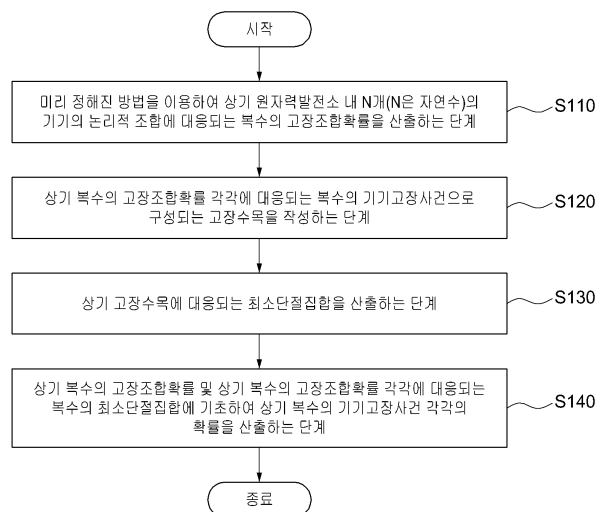 시작
미리 정해진 방법을 이용하여 상기 원자력발전소 내 N개(N은 자연수)의
기기의 논리적 조합에 대응되는 복수의 고장조합확률을 산출하는 단계
S110
상기 복수의 고장조합확률 각각에 대응되는 복수의 기기고장사건으로
구성되는 고장수목을 작성하는 단계
S120
상기 고장수목에 대응되는 최소단절집합을 산출하는 단계
S130
상기 복수의 고장조합확률 및 상기 복수의 고장조합확률 각각에 대응되는
복수의 최소단절집합에 기초하여 상기 복수의 기기고장사건 각각의
확률을 산출하는 단계
S140
종료